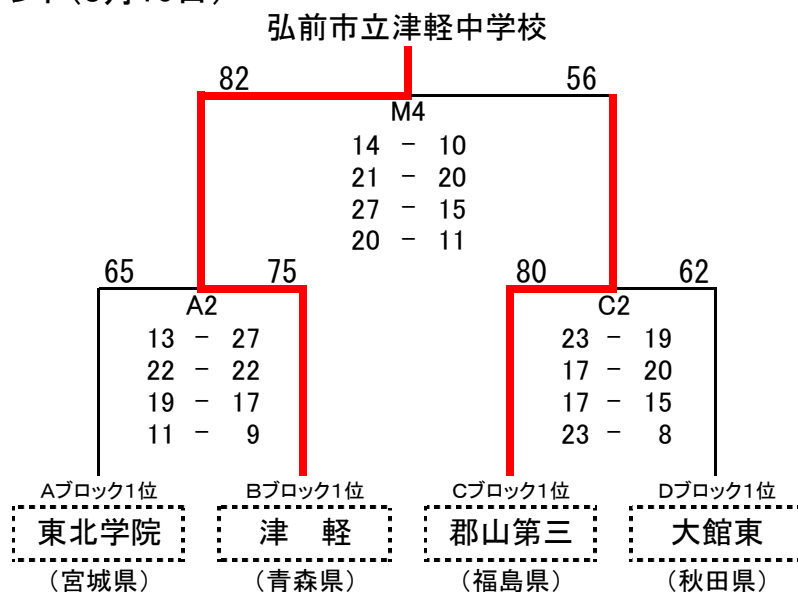 弘前市立津軽中学校
82 56
M4
14 - 10
21 - 20
27 - 15
20 - 11
65 75 80 62
A2 C2
13 - 27 23 - 19
22 - 22 17 - 20
19 - 17 17 - 15
11 - 9 23 - 8
Aブロック1位 Bブロック1位 Cブロック1位 Dブロック1位
東北学院 津 軽 郡山第三 大館東
(宮城県) (青森県) (福島県) (秋田県)